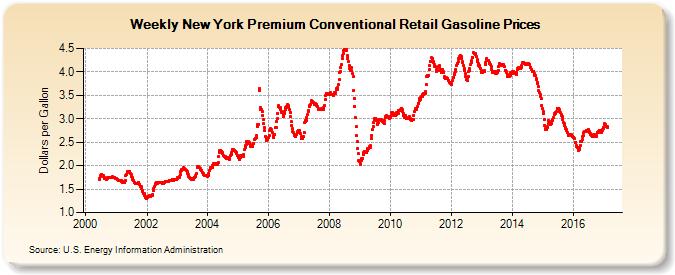 Weekly New York Premium Conventional Retail Gasoline Prices
Dollars per Gallon
4.5
4.0
3.5
3.0
2.5
2.0
1.5
1.0
2000 2002 2004 2006 2008 2010 2012 2014 2016
Source: U.S. Energy Information Administration